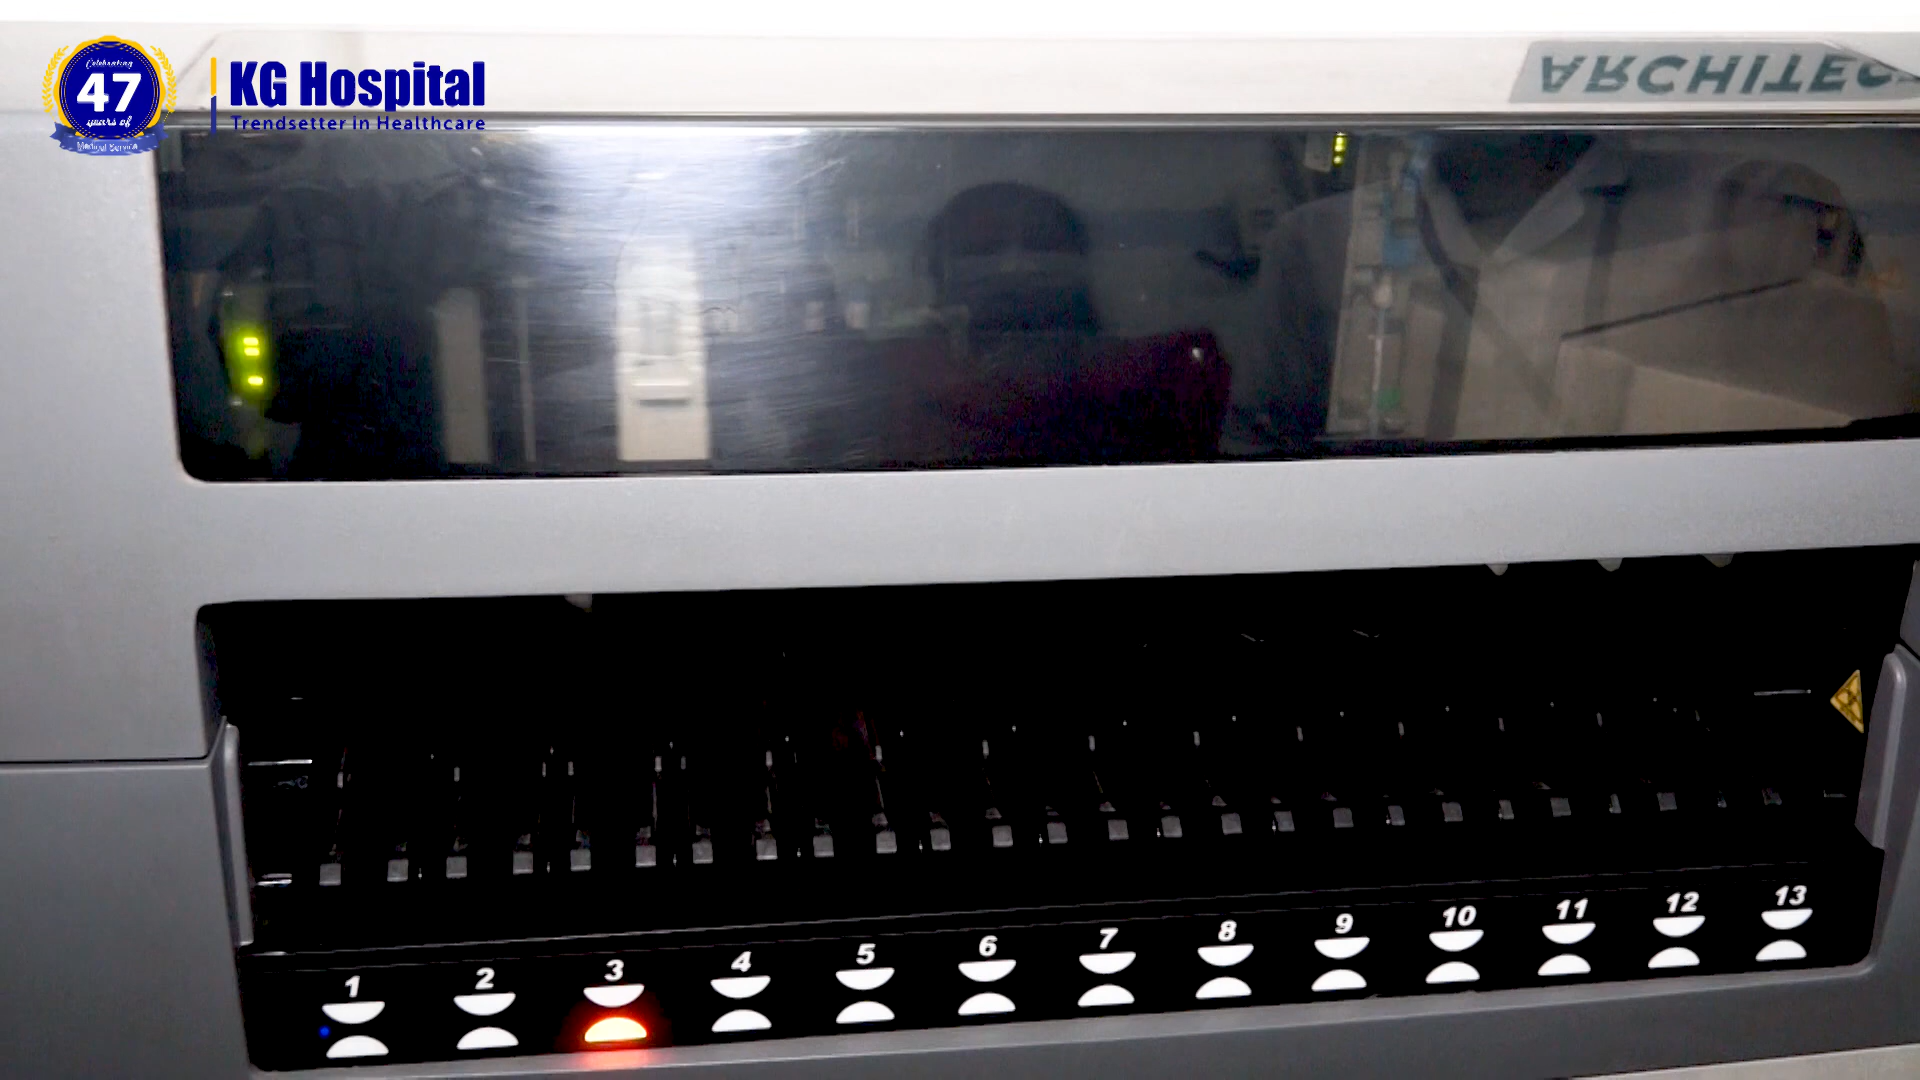 Celebrating
47
years of
Medical Service
KG Hospital
Trendsetter in Healthcare
ARCHITEC
1 2 3 4 5 6 7 8 9 10 11 12 13